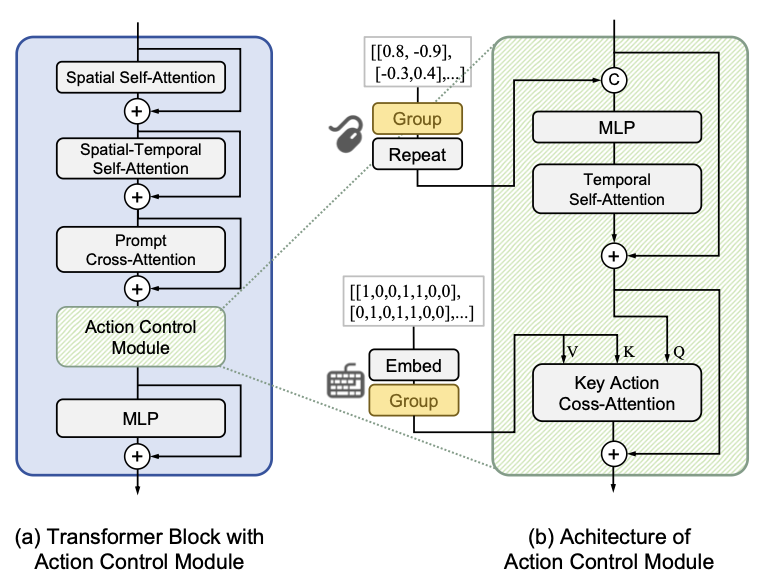 Spatial Self-Attention
+
Spatial-Temporal
Self-Attention
+
Prompt
Cross-Attention
+
Action Control
Module
MLP
+
(a) Transformer Block with
Action Control Module
[[0.8, -0.9],
[-0.3,0.4],...]
Group
Repeat
[[1,0,0,1,1,0,0],
[0,1,0,1,1,0,0],...]
Embed
Group
C
MLP
Temporal
Self-Attention
+
V K Q
Key Action
Coss-Attention
+
(b) Achitecture of
Action Control Module